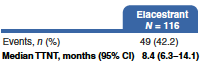 Elacestrant
N = 116
Events, n (%) 49 (42.2)
Median TTNT, months (95% CI) 8.4 (6.3–14.1)